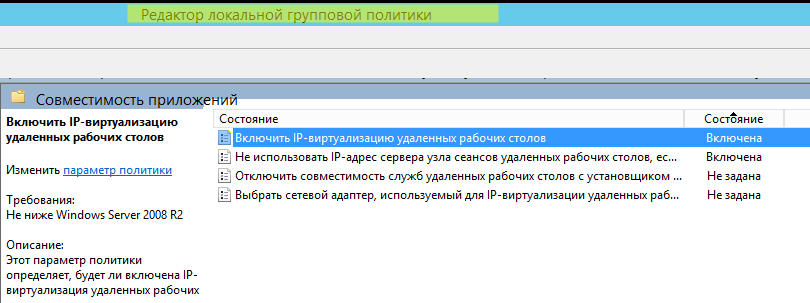 Редактор локальной групповой политики
Совместимость приложений
Включить IP-виртуализацию
удаленных рабочих столов
Изменить параметр политики
Требования:
Не ниже Windows Server 2008 R2
Описание:
Этот параметр политики
определяет, будет ли включена IP-
виртуализация удаленных рабочих
Состояние Состояние
Включить IP-виртуализацию удаленных рабочих столов Включена
Не использовать IP-адрес сервера узла сеансов удаленных рабочих столов, ес... Включена
Отключить совместимость служб удаленных рабочих столов с установщиком ... Не задана
Выбрать сетевой адаптер, используемый для IP-виртуализации удаленных раб... Не задана